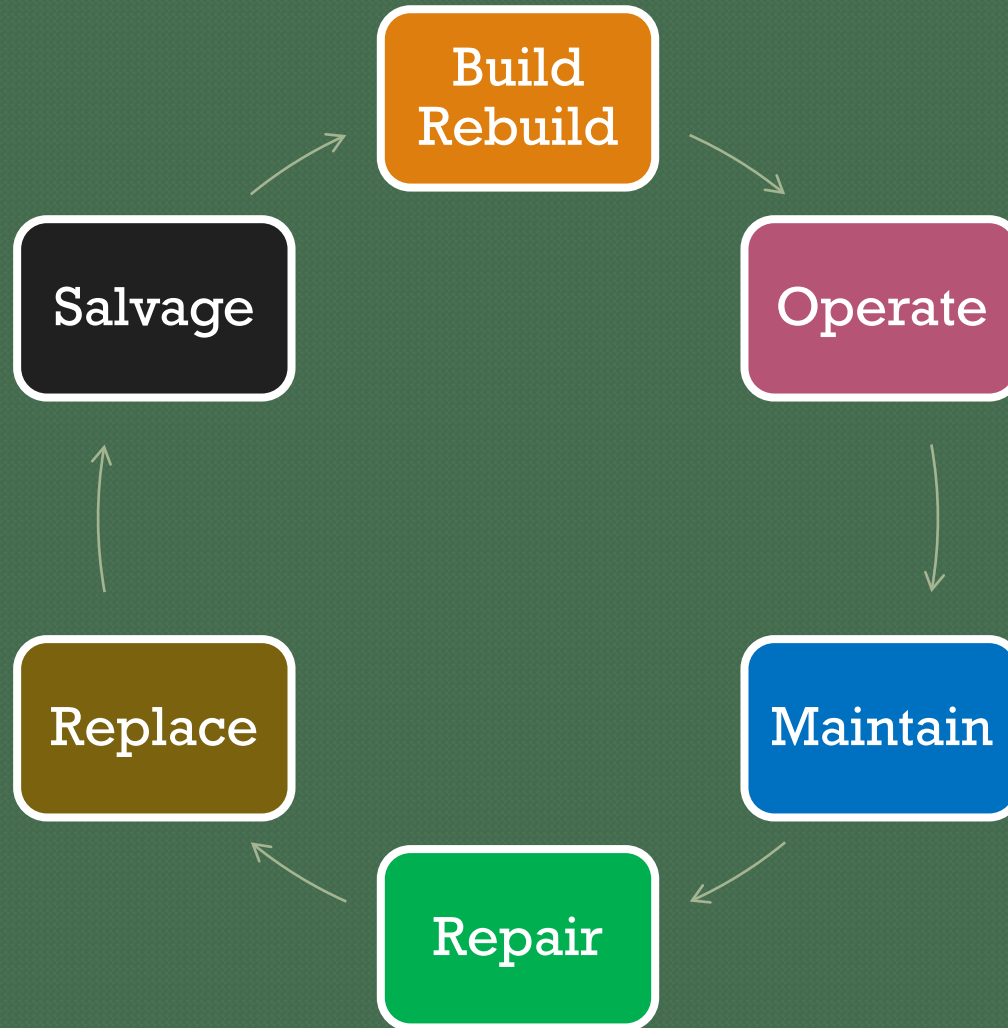 Build
Rebuild
Operate
Maintain
Repair
Replace
Salvage